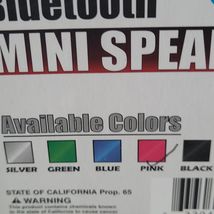 Bluetooth
MINI SPEA
Available Colors
SILVER GREEN BLUE PINK BLACK
STATE OF CALIFORNIA Prop. 65
WARNING
This product contains chemicals known
to the state of California to cause cancer